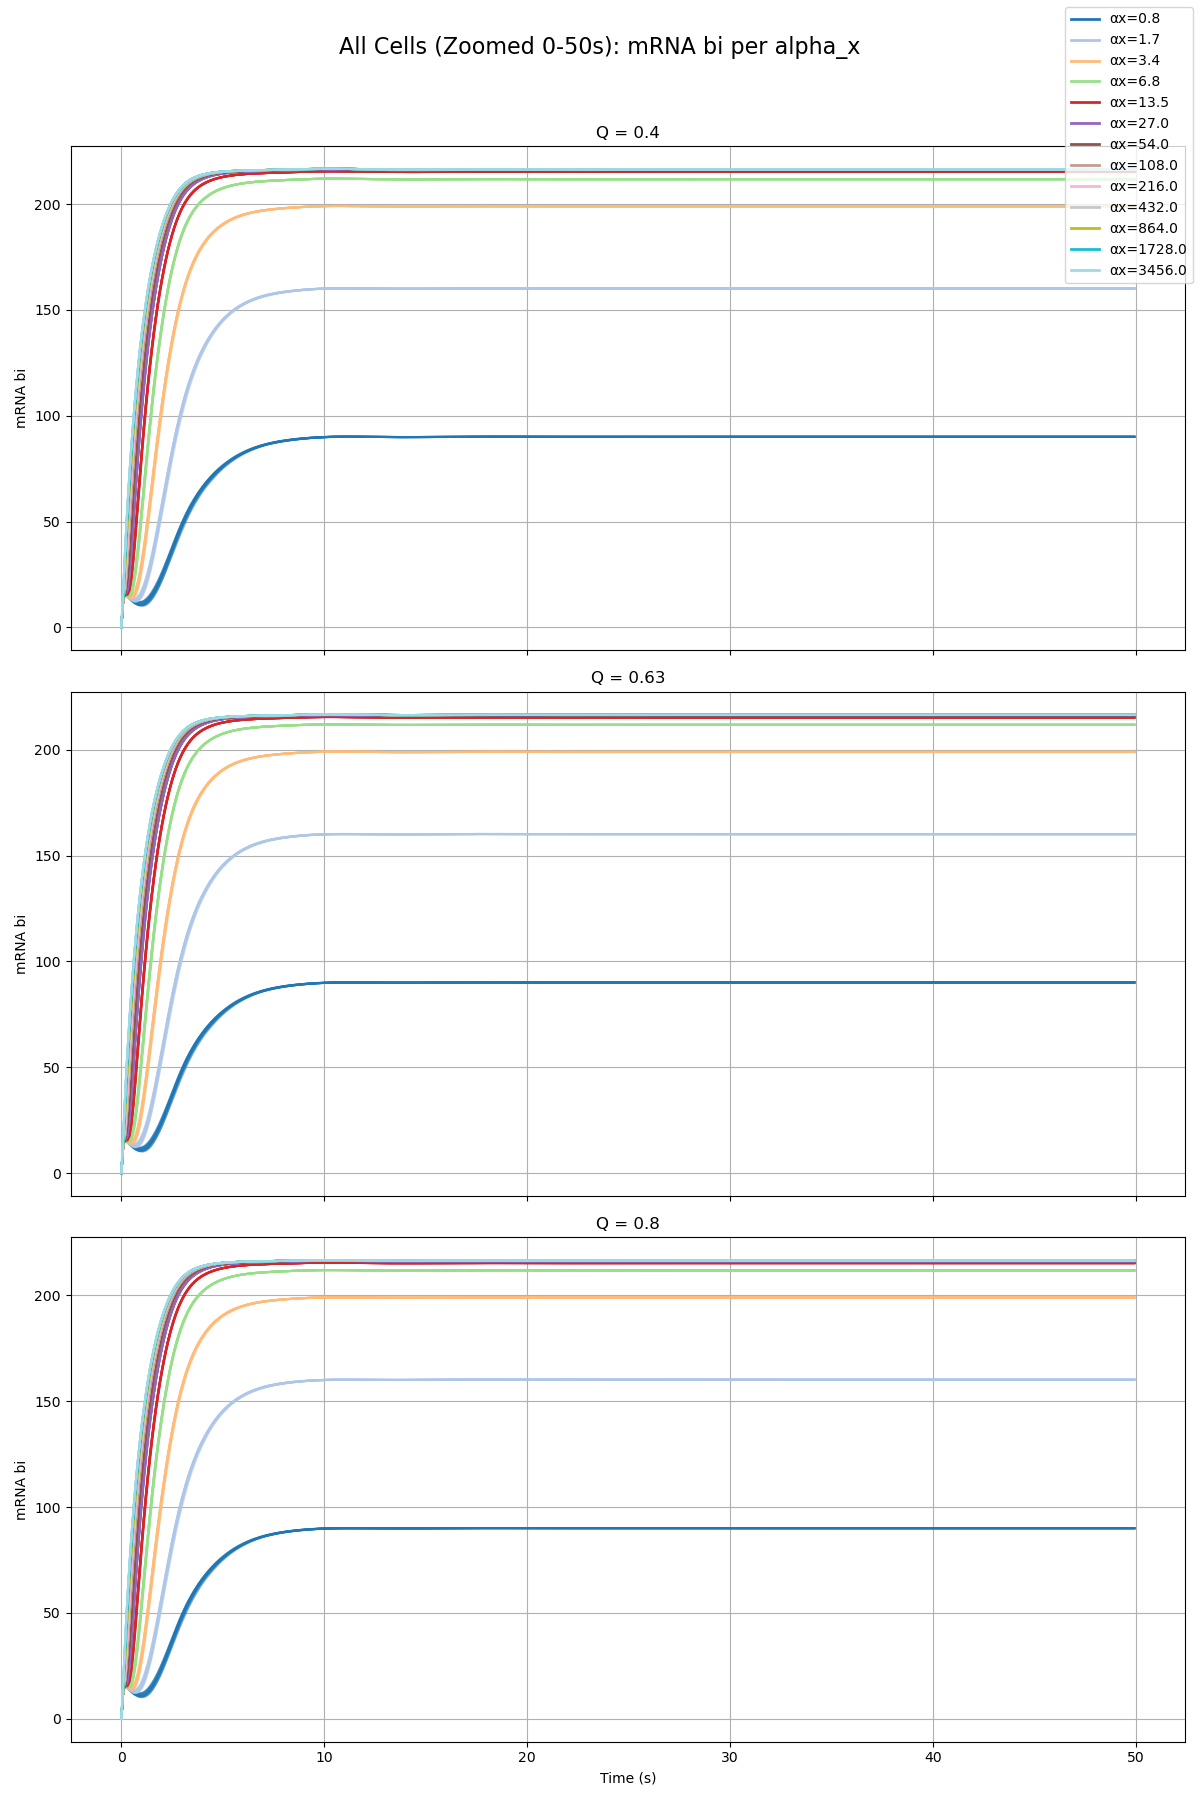 All Cells (Zoomed 0-50s): mRNA bi per alpha_x
αx=0.8
αx=1.7
αx=3.4
αx=6.8
αx=13.5
αx=27.0
αx=54.0
αx=108.0
αx=216.0
αx=432.0
αx=864.0
αx=1728.0
αx=3456.0
Q = 0.4
mRNA bi
200
150
100
50
0
Q = 0.63
mRNA bi
200
150
100
50
0
Q = 0.8
mRNA bi
200
150
100
50
0
0 10 20 30 40 50
Time (s)